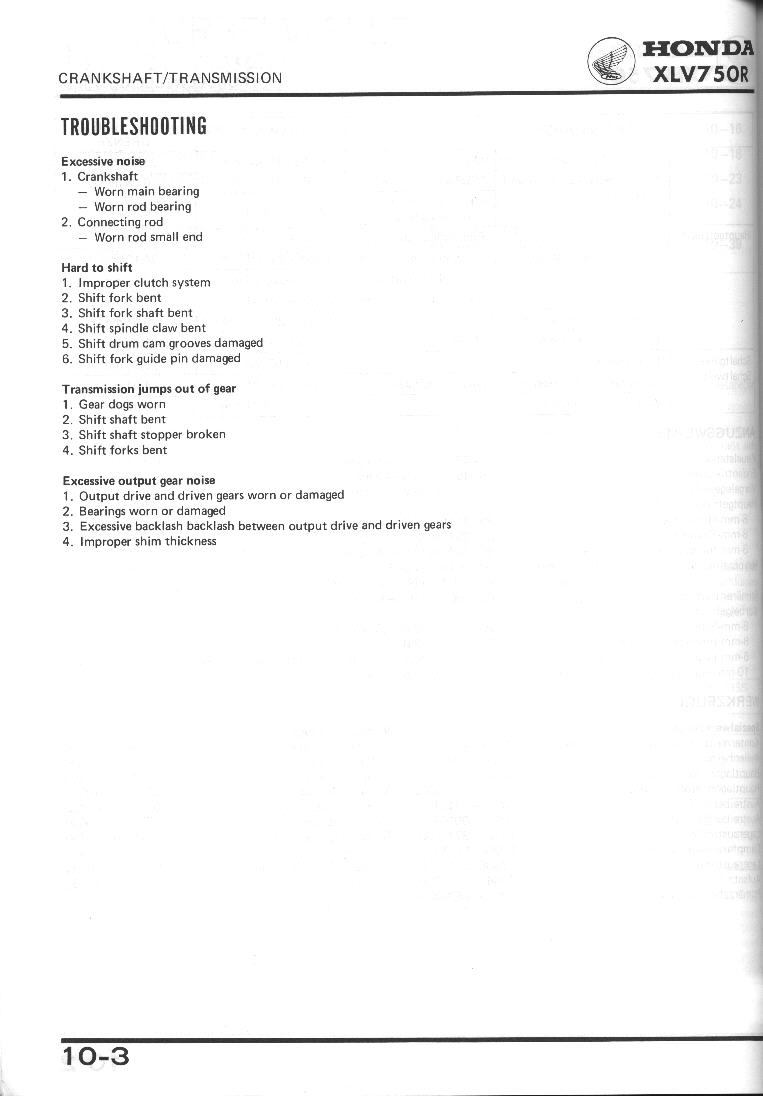 CRANKSHAFT/TRANSMISSION
HONDA
XLV750R
TROUBLESHOOTING
Excessive noise
1. Crankshaft
— Worn main bearing
— Worn rod bearing
2. Connecting rod
— Worn rod small end
Hard to shift
1. Improper clutch system
2. Shift fork bent
3. Shift fork shaft bent
4. Shift spindle claw bent
5. Shift drum cam grooves damaged
6. Shift fork guide pin damaged
Transmission jumps out of gear
1. Gear dogs worn
2. Shift shaft bent
3. Shift shaft stopper broken
4. Shift forks bent
Excessive output gear noise
1. Output drive and driven gears worn or damaged
2. Bearings worn or damaged
3. Excessive backlash backlash between output drive and driven gears
4. Improper shim thickness
10-3